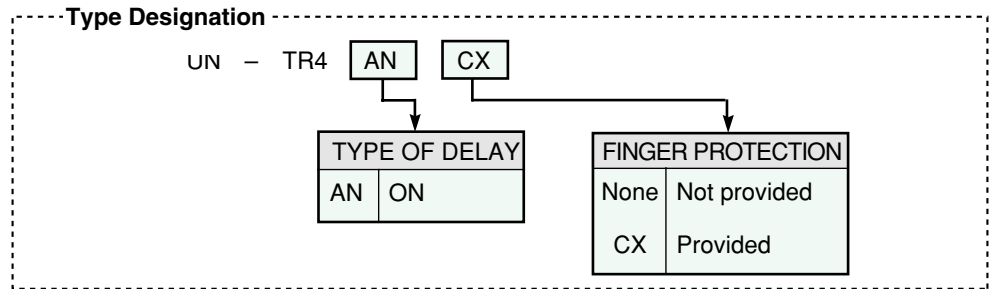 Type Designation
UN – TR4 AN CX
TYPE OF DELAY
AN ON
FINGER PROTECTION
None Not provided
CX Provided